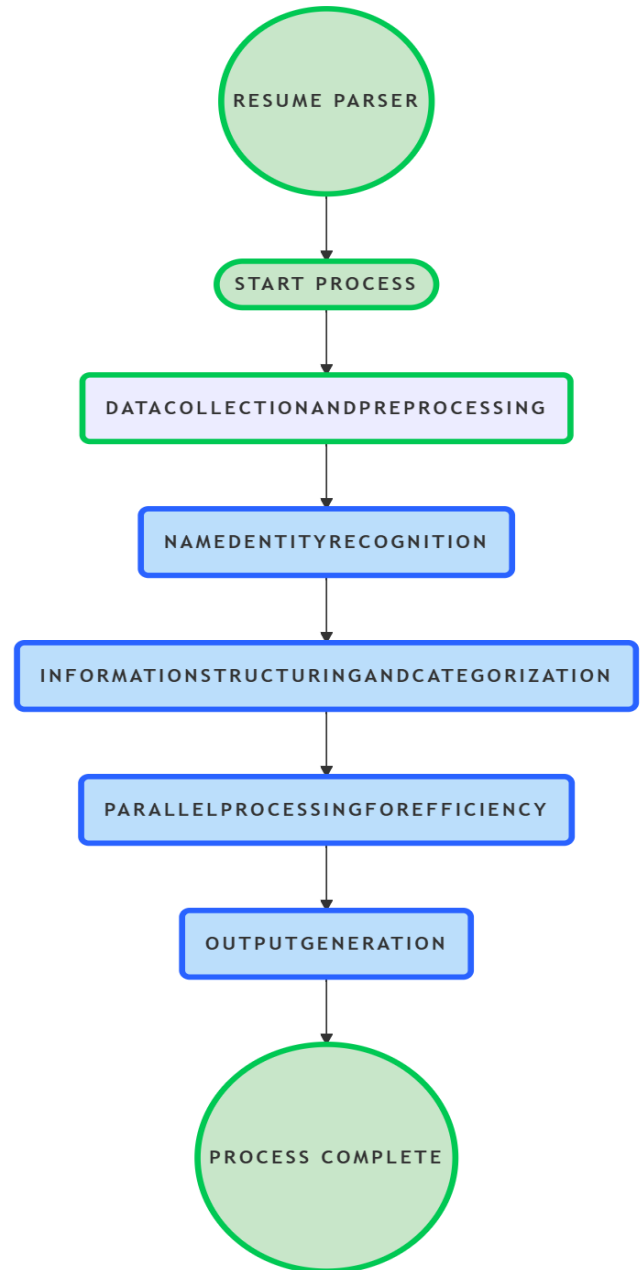 RESUME PARSER
START PROCESS
DATACOLLECTIONANDPREPROCESSING
NAMEDENTITYRECOGNITION
INFORMATIONSTRUCTURINGANDCATEGORIZATION
PARALLELPROCESSINGFOREFFICIENCY
OUTPUTGENERATION
PROCESS COMPLETE